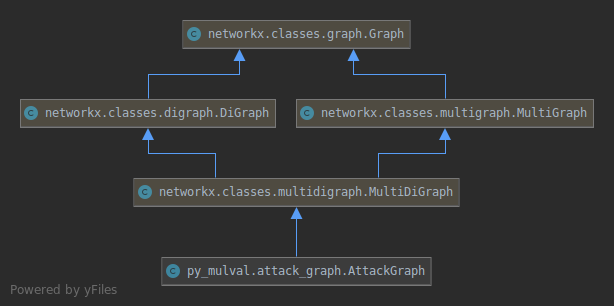 C networkx.classes.graph.Graph
C networkx.classes.digraph.DiGraph
C networkx.classes.multigraph.MultiGraph
C networkx.classes.multidigraph.MultiDiGraph
C py_mulval.attack_graph.AttackGraph
Powered by yFiles